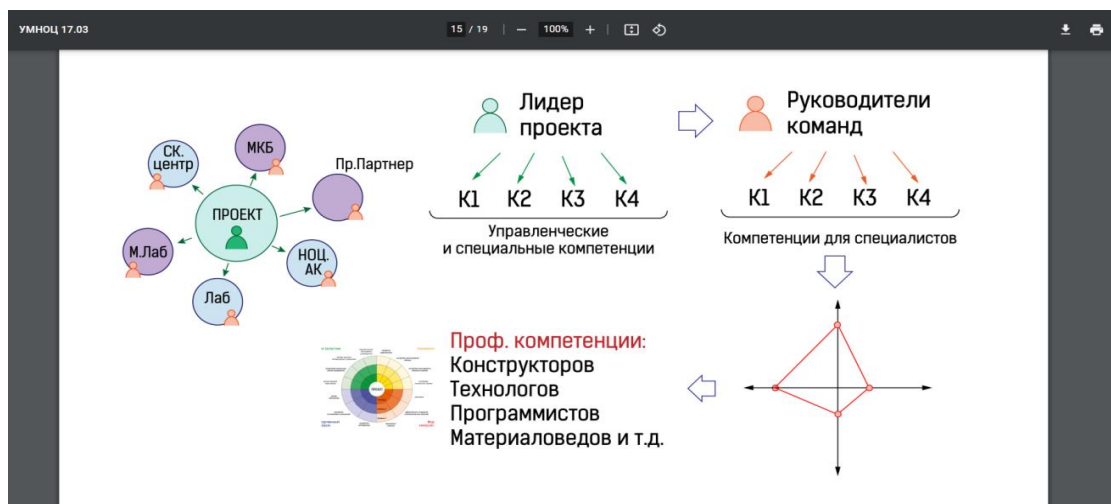 УМНОЦ 17.03
15 / 19
100%
СК.
центр
МКБ
Пр.Партнер
ПРОЕКТ
М.Лаб
НОЦ.
АК
Лаб
Лидер
проекта
К1 К2 К3 К4
Управленческие
и специальные компетенции
Руководители
команд
К1 К2 К3 К4
Компетенции для специалистов
Проф. компетенции:
Конструкторов
Технологов
Программистов
Материаловедов и т.д.